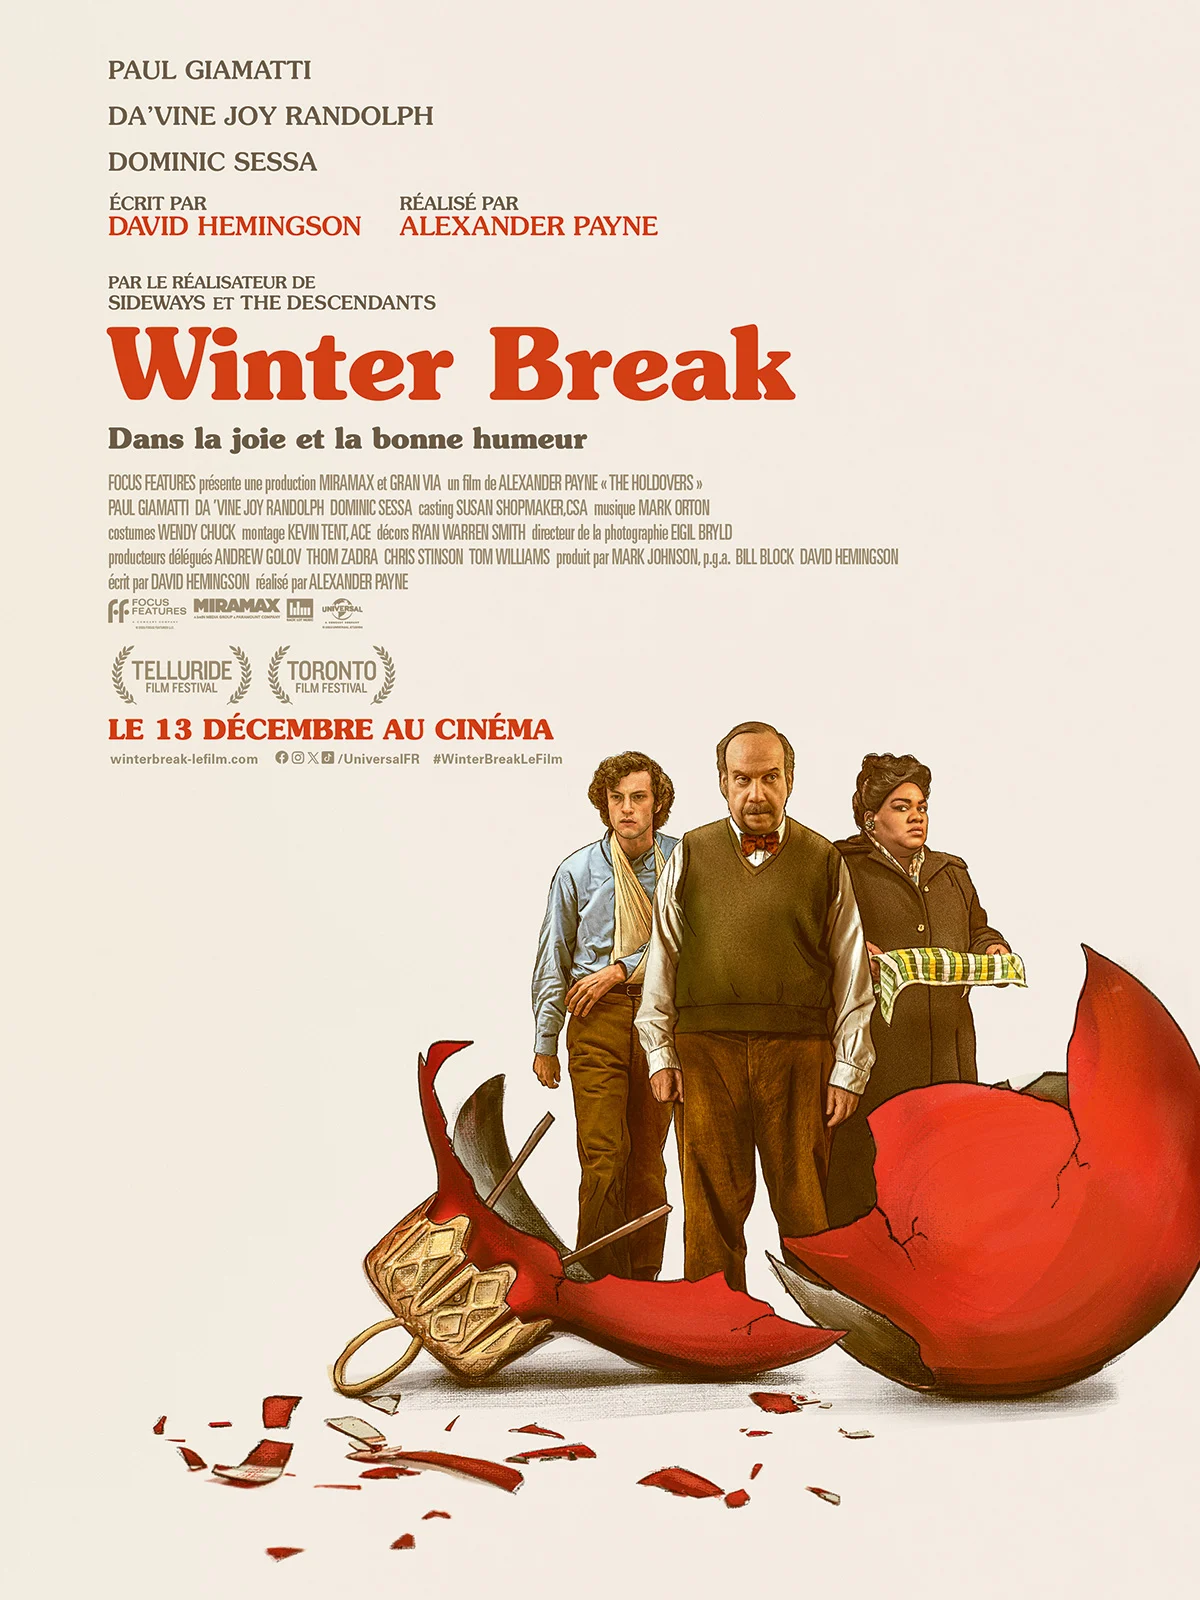 PAUL GIAMATTI
DA'VINE JOY RANDOLPH
DOMINIC SESSA
ÉCRIT PAR RÉALISÉ PAR
DAVID HEMINGSON ALEXANDER PAYNE
PAR LE RÉALISATEUR DE
SIDEWAYS ET THE DESCENDANTS
Winter Break
Dans la joie et la bonne humeur
FOCUS FEATURES présente une production MIRAMAX et GRAN VIA un film de ALEXANDER PAYNE « THE HOLDOVERS »
PAUL GIAMATTI DA 'VINE JOY RANDOLPH DOMINIC SESSA casting SUSAN SHOPMAKER,CSA musique MARK ORTON
costumes WENDY CHUCK montage KEVIN TENT, ACE décors RYAN WARREN SMITH directeur de la photographie EIGIL BRYLD
producteurs délégués ANDREW GOLOV THOM ZADRA CHRIS STINSON TOM WILLIAMS produit par MARK JOHNSON, p.g.a. BILL BLOCK DAVID HEMINGSON
écrit par DAVID HEMINGSON réalisé par ALEXANDER PAYNE
FOCUS FEATURES MIRAMAX UNIVERSAL
TELLURIDE TORONTO
FILM FESTIVAL FILM FESTIVAL
LE 13 DÉCEMBRE AU CINÉMA
winterbreak-lefilm.com /UniversalFR #WinterBreakLeFilm